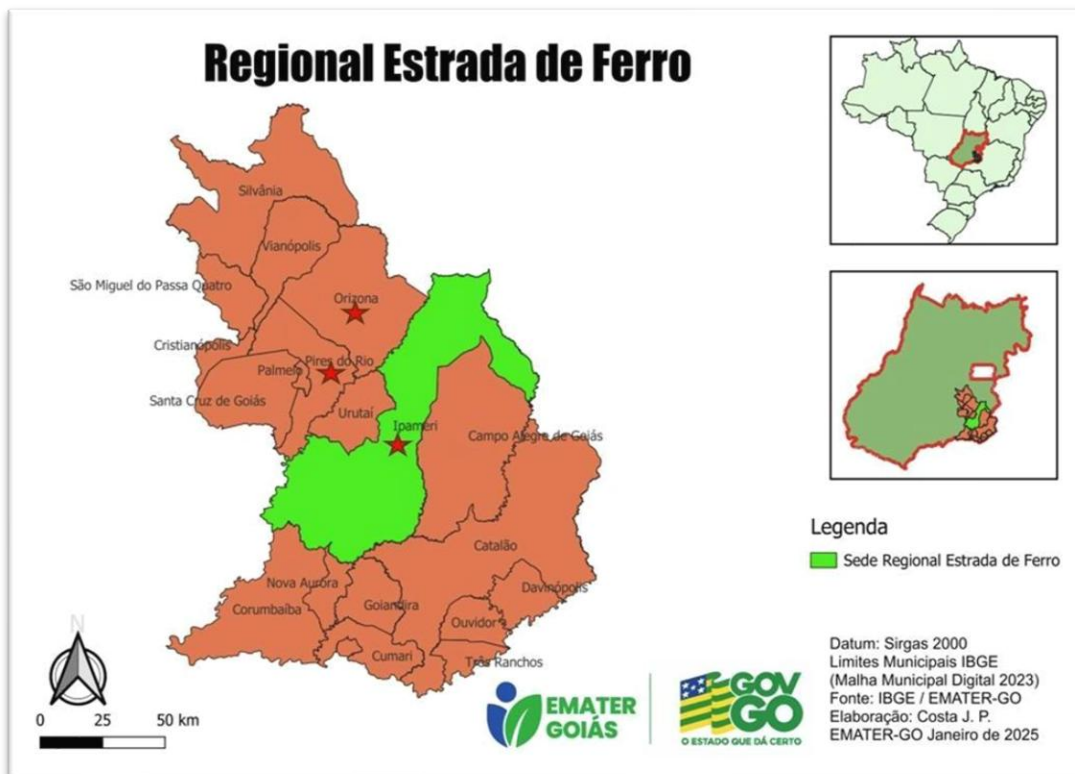 Regional Estrada de Ferro
Silvânia
Vianópolis
São Miguel do Passa Quatro
Orizona
Cristianópolis
Pires do Rio
Palmelo
Santa Cruz de Goiás
Urutaí
Ipameri
Campo Alegre de Goiás
Catalão
Nova Aurora
Davinópolis
Corumbaíba
Goiandira
Ouvidor
Cumari
Três Ranchos
N
0 25 50 km
Legenda
Sede Regional Estrada de Ferro
EMATER
GOIÁS
GOV
GO
O ESTADO QUE DÁ CERTO
Datum: Sirgas 2000
Limites Municipais IBGE
(Malha Municipal Digital 2023)
Fonte: IBGE / EMATER-GO
Elaboração: Costa J. P.
EMATER-GO Janeiro de 2025